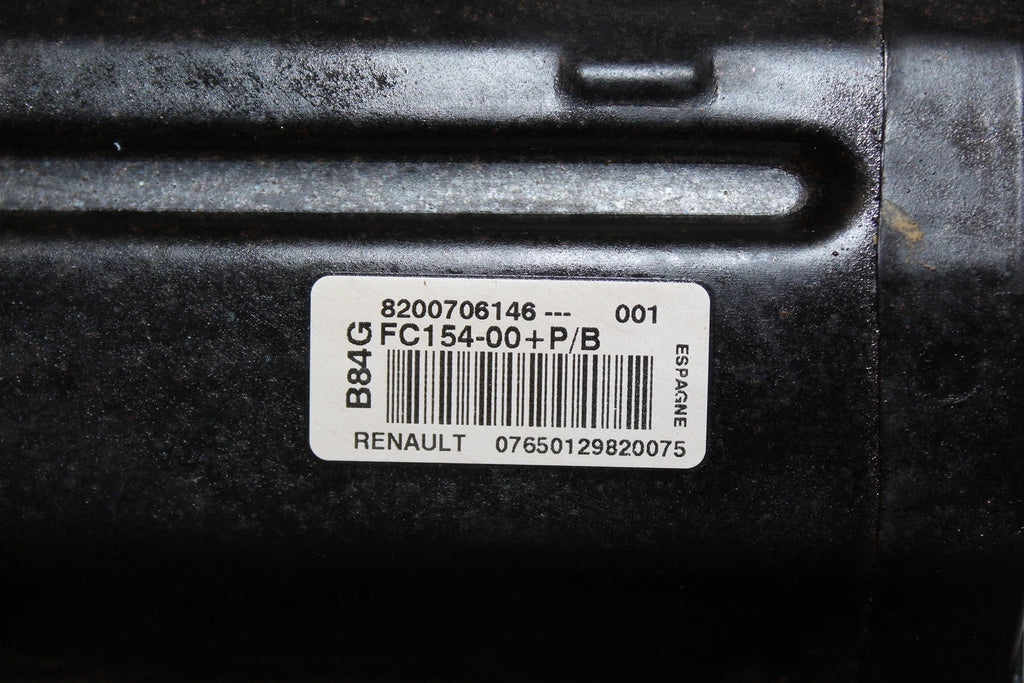 8200706146 --- 001
FC154-00+P/B
B84G
ESPAGNE
RENAULT 07650129820075